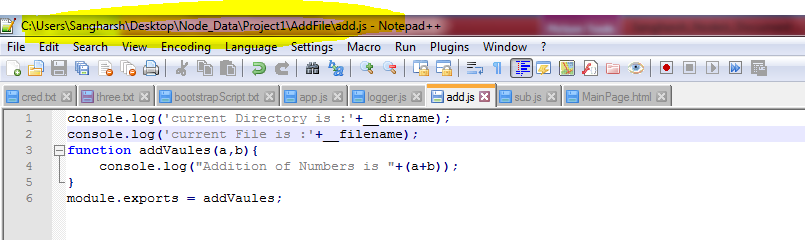 C:\Users\Sangharsh\Desktop\Node_Data\Project1\AddFile\add.js - Notepad++
File Edit Search View Encoding Language Settings Macro Run Plugins Window ?
cred.txt three.txt bootstrapScript.txt app.js logger.js add.js sub.js MainPage.html
1 console.log('current Directory is :'+__dirname);
2 console.log('current File is :'+__filename);
3 function addVaules(a,b){
4 console.log("Addition of Numbers is "+(a+b));
5 }
6 module.exports = addVaules;